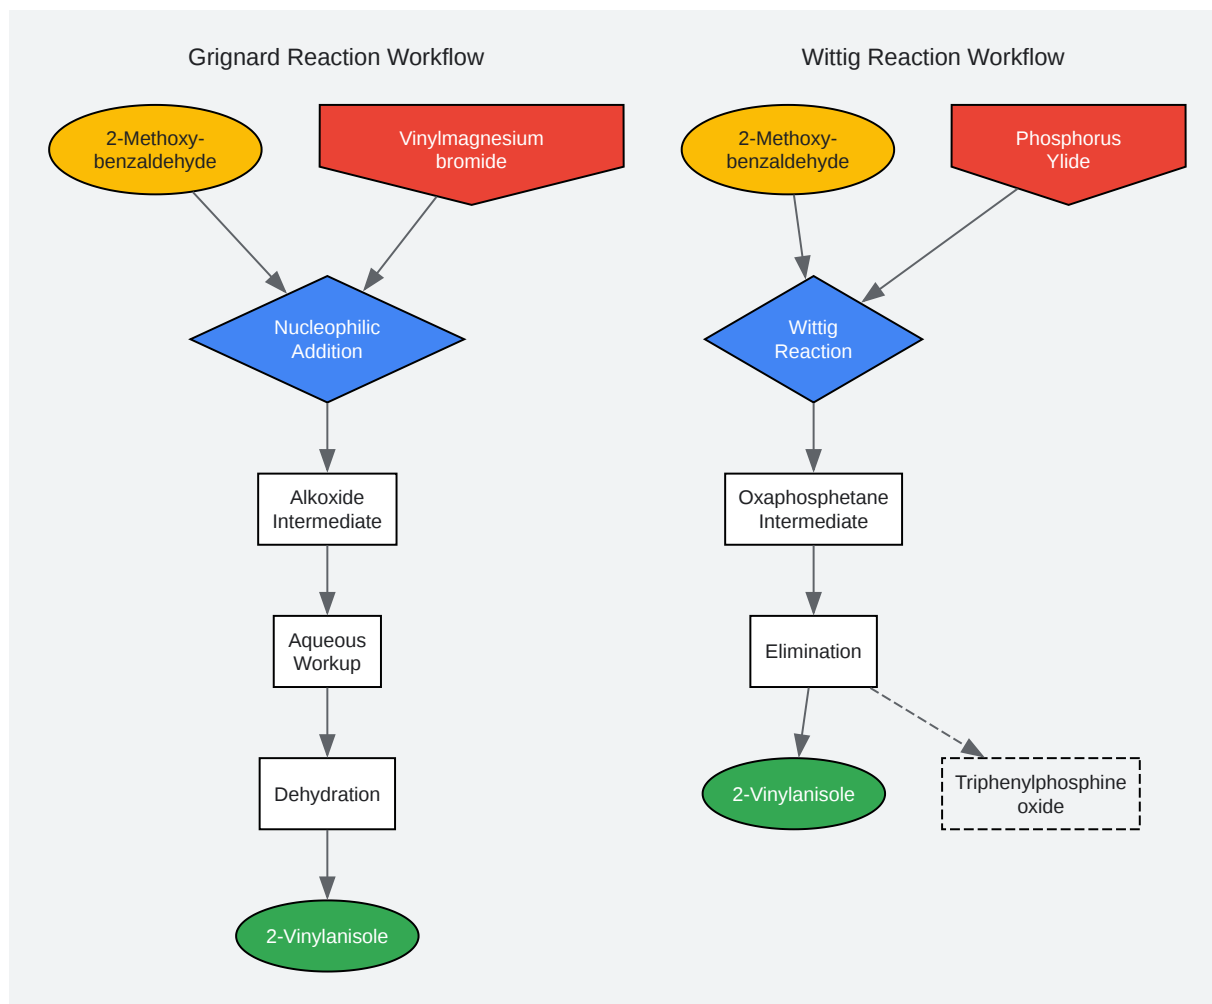 Grignard Reaction Workflow
2-Methoxy-
benzaldehyde
Vinylmagnesium
bromide
Nucleophilic
Addition
Alkoxide
Intermediate
Aqueous
Workup
Dehydration
2-Vinylanisole
Wittig Reaction Workflow
2-Methoxy-
benzaldehyde
Phosphorus
Ylide
Wittig
Reaction
Oxaphosphetane
Intermediate
Elimination
2-Vinylanisole
Triphenylphosphine
oxide